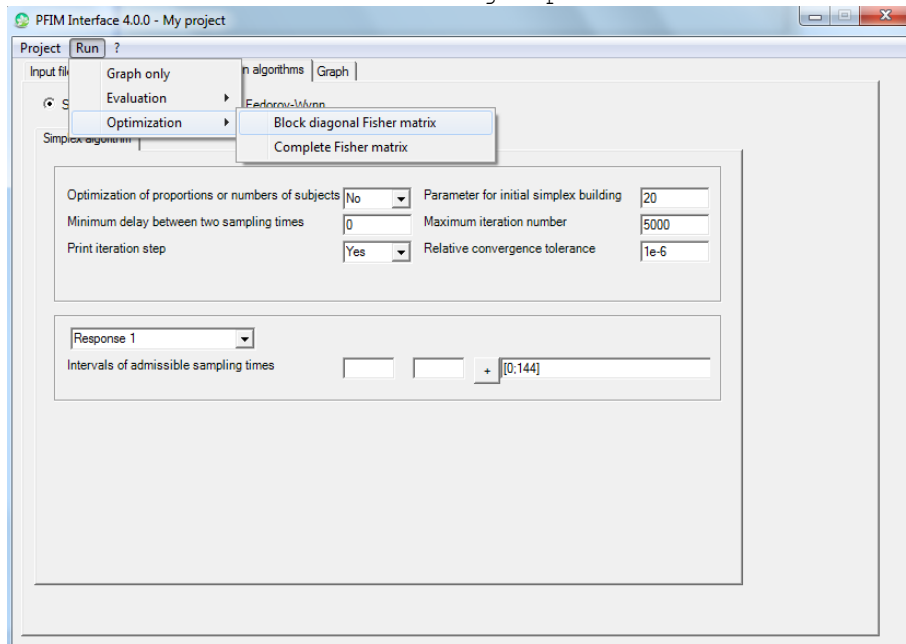 PFIM Interface 4.0.0 - My project
Project Run ?
Input n algorithms Graph
Graph only
S Fedorov-Wynn
Evaluation
Optimization
Block diagonal Fisher matrix
Simplex algorithm
Complete Fisher matrix
Optimization of proportions or numbers of subjects No Parameter for initial simplex building 20
Minimum delay between two sampling times 0 Maximum iteration number 5000
Print iteration step Yes Relative convergence tolerance 1e-6
Response 1
Intervals of admissible sampling times + [0;144]